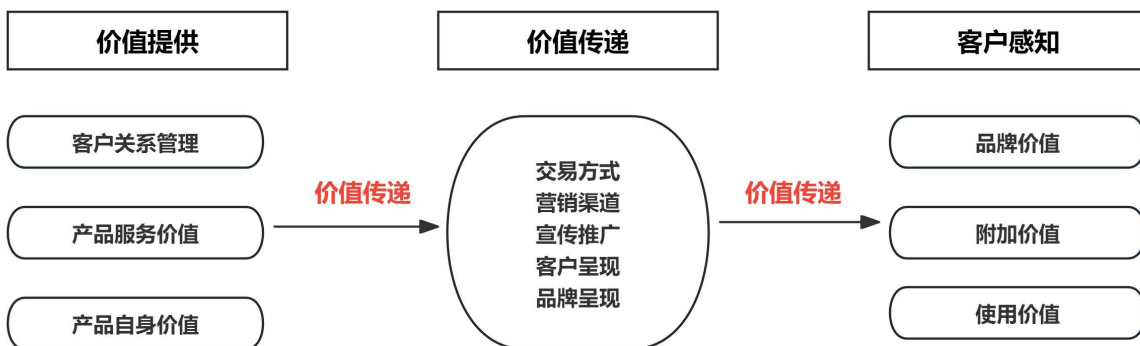 价值提供
价值传递
客户感知
客户关系管理
产品服务价值
产品自身价值
价值传递
交易方式
营销渠道
宣传推广
客户呈现
品牌呈现
价值传递
品牌价值
附加价值
使用价值